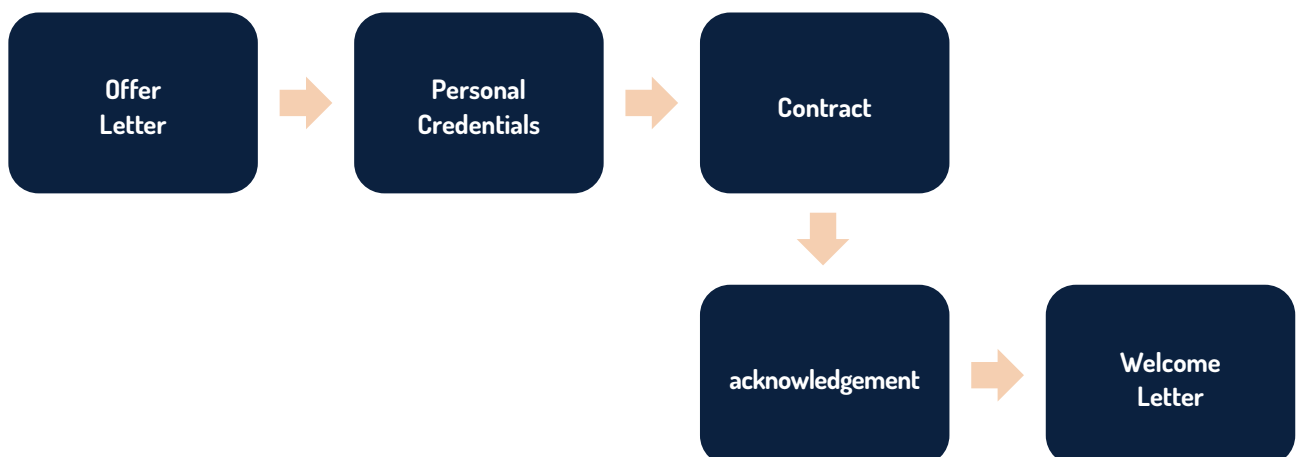 Offer
Letter
Personal
Credentials
Contract
acknowledgement
Welcome
Letter